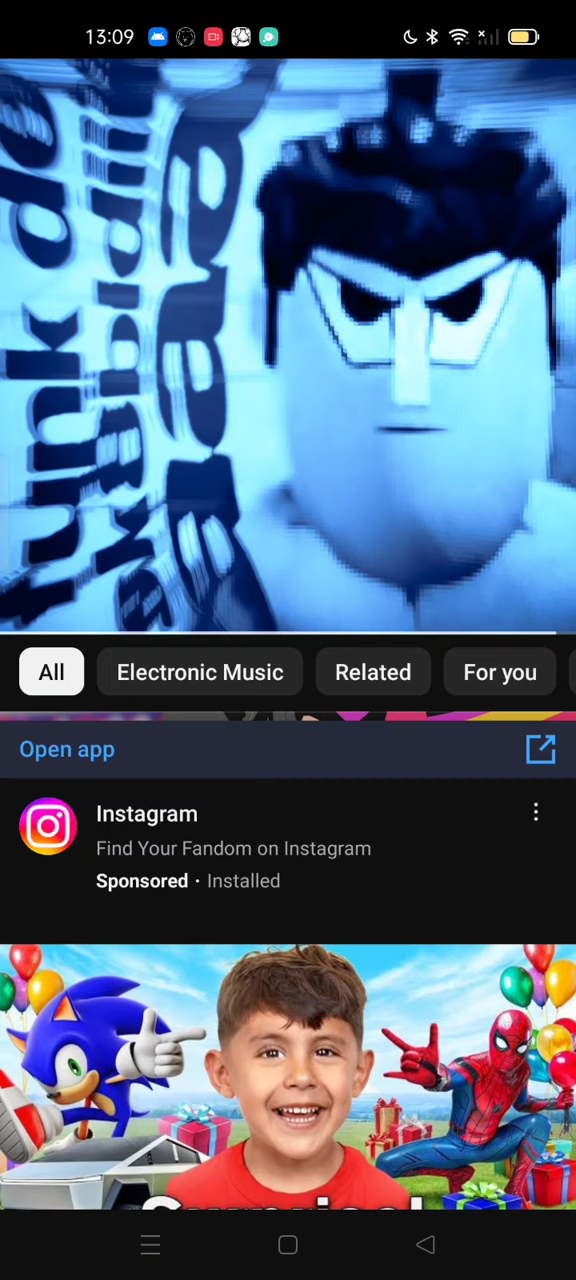 13:09
funk do
All
Electronic Music
Related
For you
Open app
Instagram
Find Your Fandom on Instagram
Sponsored · Installed